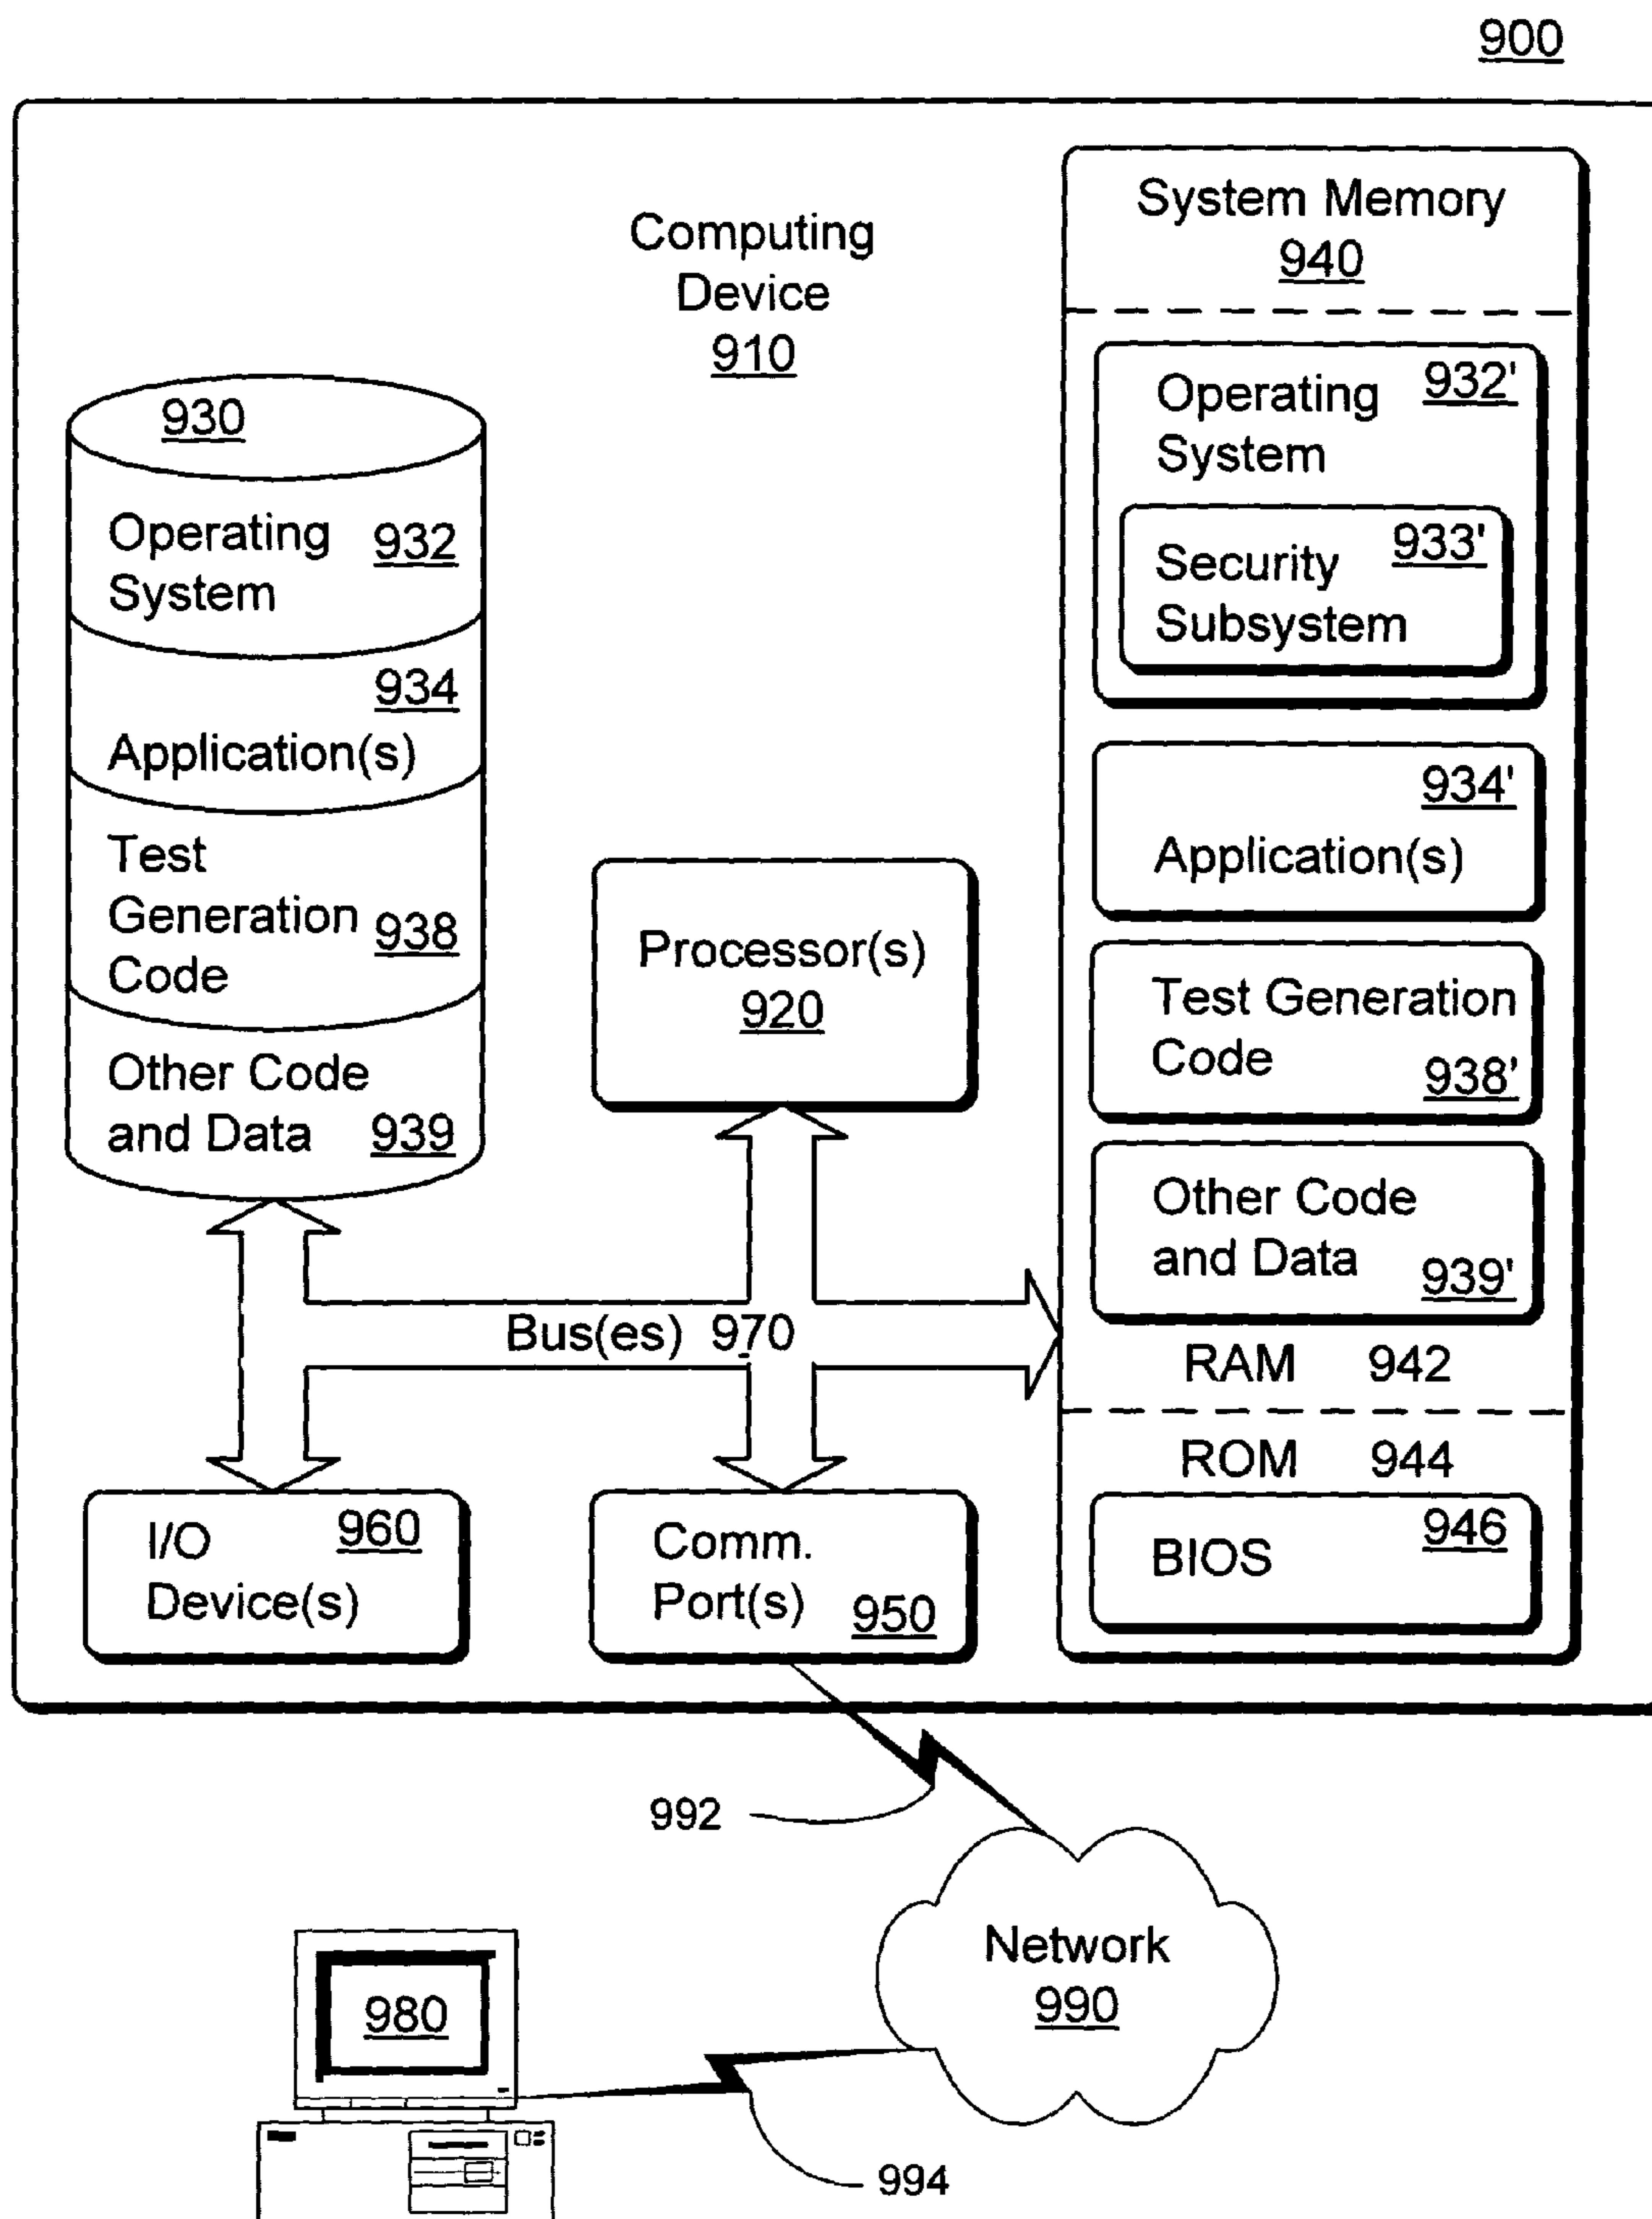 900
Computing
Device
910
930
Operating
System 932
934
Application(s)
Test
Generation
Code 938
Other Code
and Data 939
Processor(s)
920
System Memory
940
Operating
System 932'
Security
Subsystem 933'
934'
Application(s)
Test Generation
Code 938'
Other Code
and Data 939'
RAM 942
ROM 944
BIOS 946
Bus(es) 970
I/O
Device(s) 960
Comm.
Port(s) 950
992
Network
990
980
994